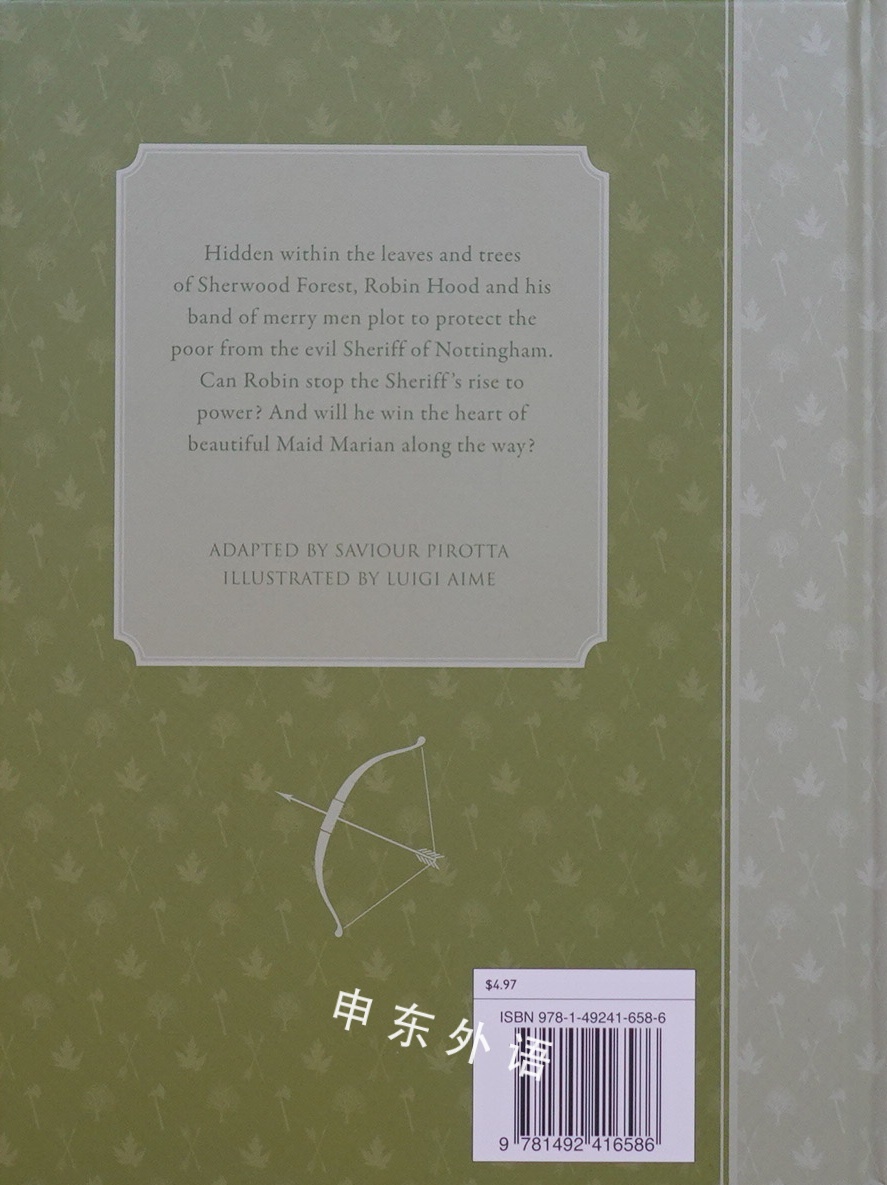 Hidden within the leaves and trees
of Sherwood Forest, Robin Hood and his
band of merry men plot to protect the
poor from the evil Sheriff of Nottingham.
Can Robin stop the Sheriff's rise to
power? And will he win the heart of
beautiful Maid Marian along the way?
ADAPTED BY SAVIOUR PIROTTA
ILLUSTRATED BY LUIGI AIME
$4.97
ISBN 978-1-49241-658-6
申东外语
9 781492 416586